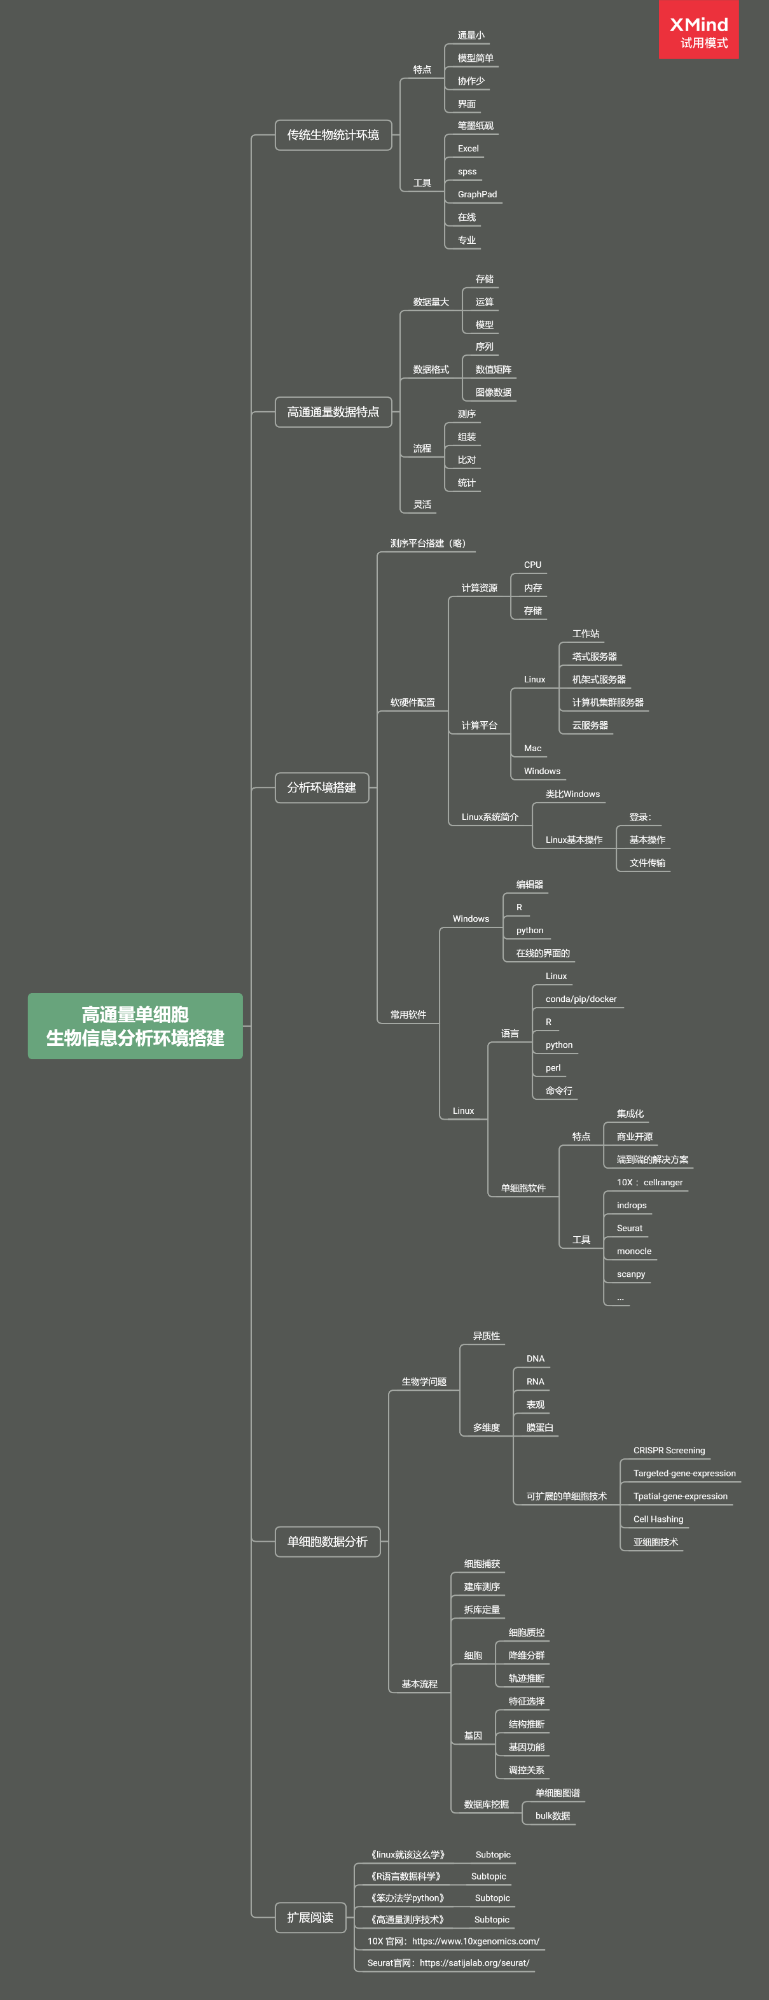 XMind
试用模式
通量小
模型简单
特点
协作少
界面
传统生物统计环境
笔墨纸砚
Excel
spss
工具
GraphPad
在线
专业
存储
数据量大
运算
模型
序列
数据格式
数值矩阵
图像数据
高通通量数据特点
测序
组装
流程
比对
统计
灵活
测序平台搭建（略）
CPU
计算资源
内存
存储
工作站
塔式服务器
Linux
机架式服务器
计算机集群服务器
软硬件配置
计算平台
云服务器
Mac
Windows
分析环境搭建
类比Windows
Linux系统简介
登录：
Linux基本操作
基本操作
文件传输
编辑器
Windows
R
python
在线的界面的
Linux
conda/pip/docker
常用软件
语言
R
python
perl
命令行
Linux
集成化
特点
商业开源
端到端的解决方案
单细胞软件
10X ：cellranger
indrops
Seurat
工具
monocle
scanpy
...
高通量单细胞
生物信息分析环境搭建
异质性
生物学问题
DNA
RNA
表观
多维度
膜蛋白
CRISPR Screening
Targeted-gene-expression
可扩展的单细胞技术
Tpatial-gene-expression
Cell Hashing
亚细胞技术
单细胞数据分析
细胞捕获
建库测序
拆库定量
细胞质控
细胞
降维分群
轨迹推断
基本流程
特征选择
结构推断
基因
基因功能
调控关系
单细胞图谱
数据库挖掘
bulk数据
《linux就该这么学》 Subtopic
《R语言数据科学》 Subtopic
《笨办法学python》 Subtopic
扩展阅读
《高通量测序技术》 Subtopic
10X 官网：https://www.10xgenomics.com/
Seurat官网：https://satijalab.org/seurat/